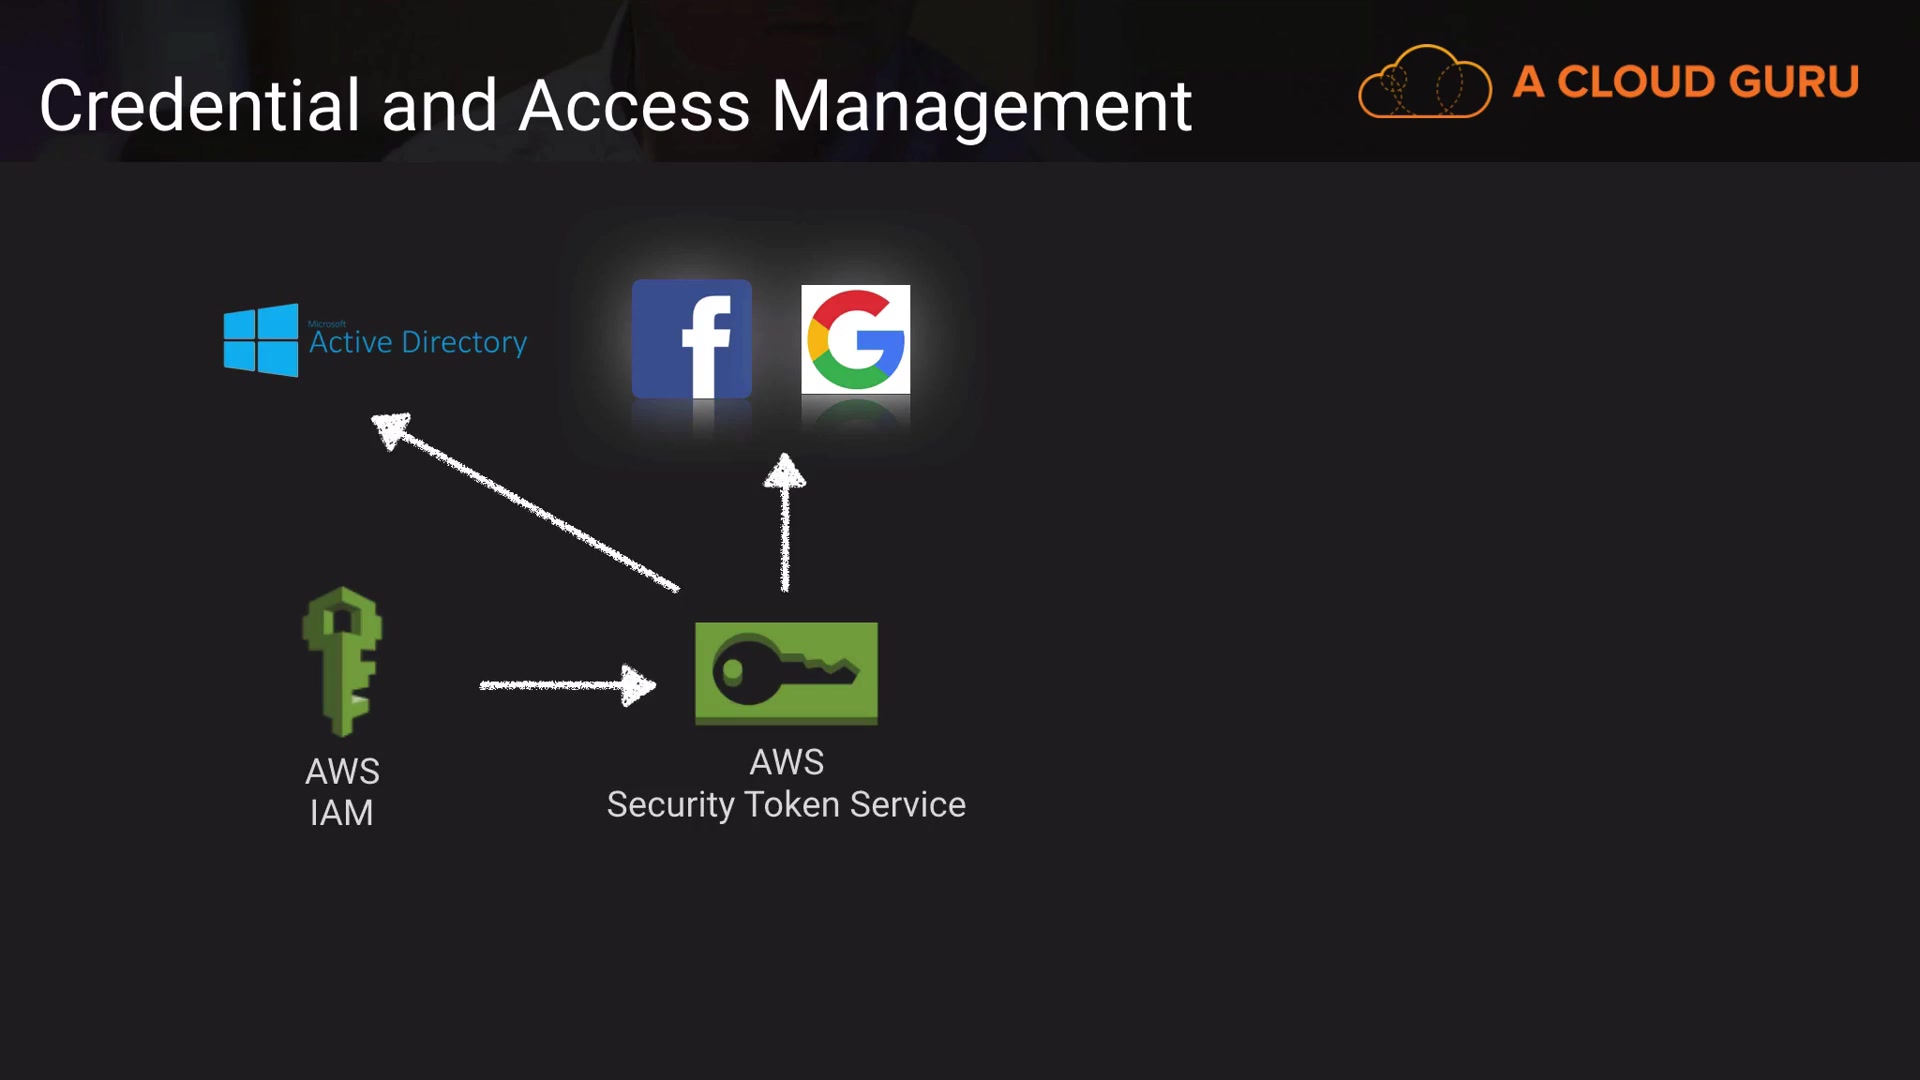 Credential and Access Management
A CLOUD GURU
Microsoft
Active Directory
AWS
IAM
AWS
Security Token Service